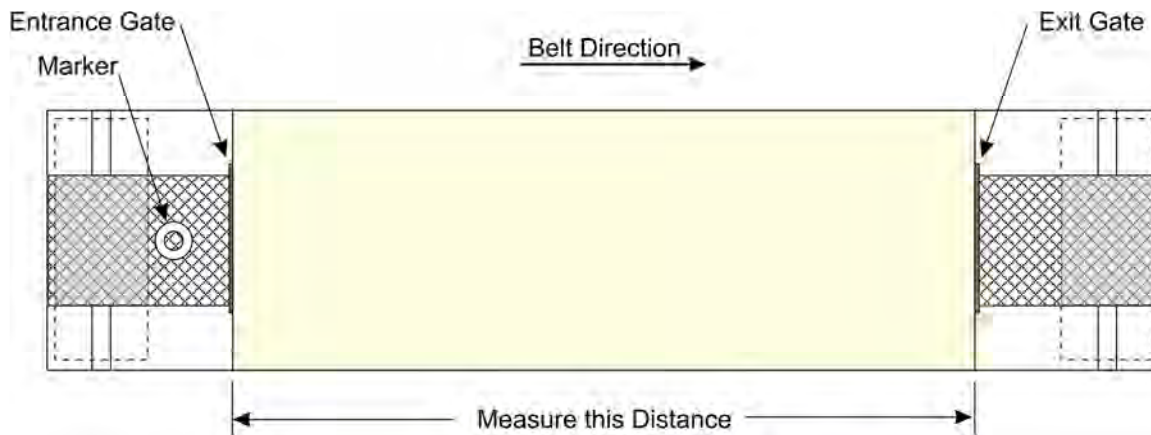 Entrance Gate
Exit Gate
Belt Direction
Marker
Measure this Distance